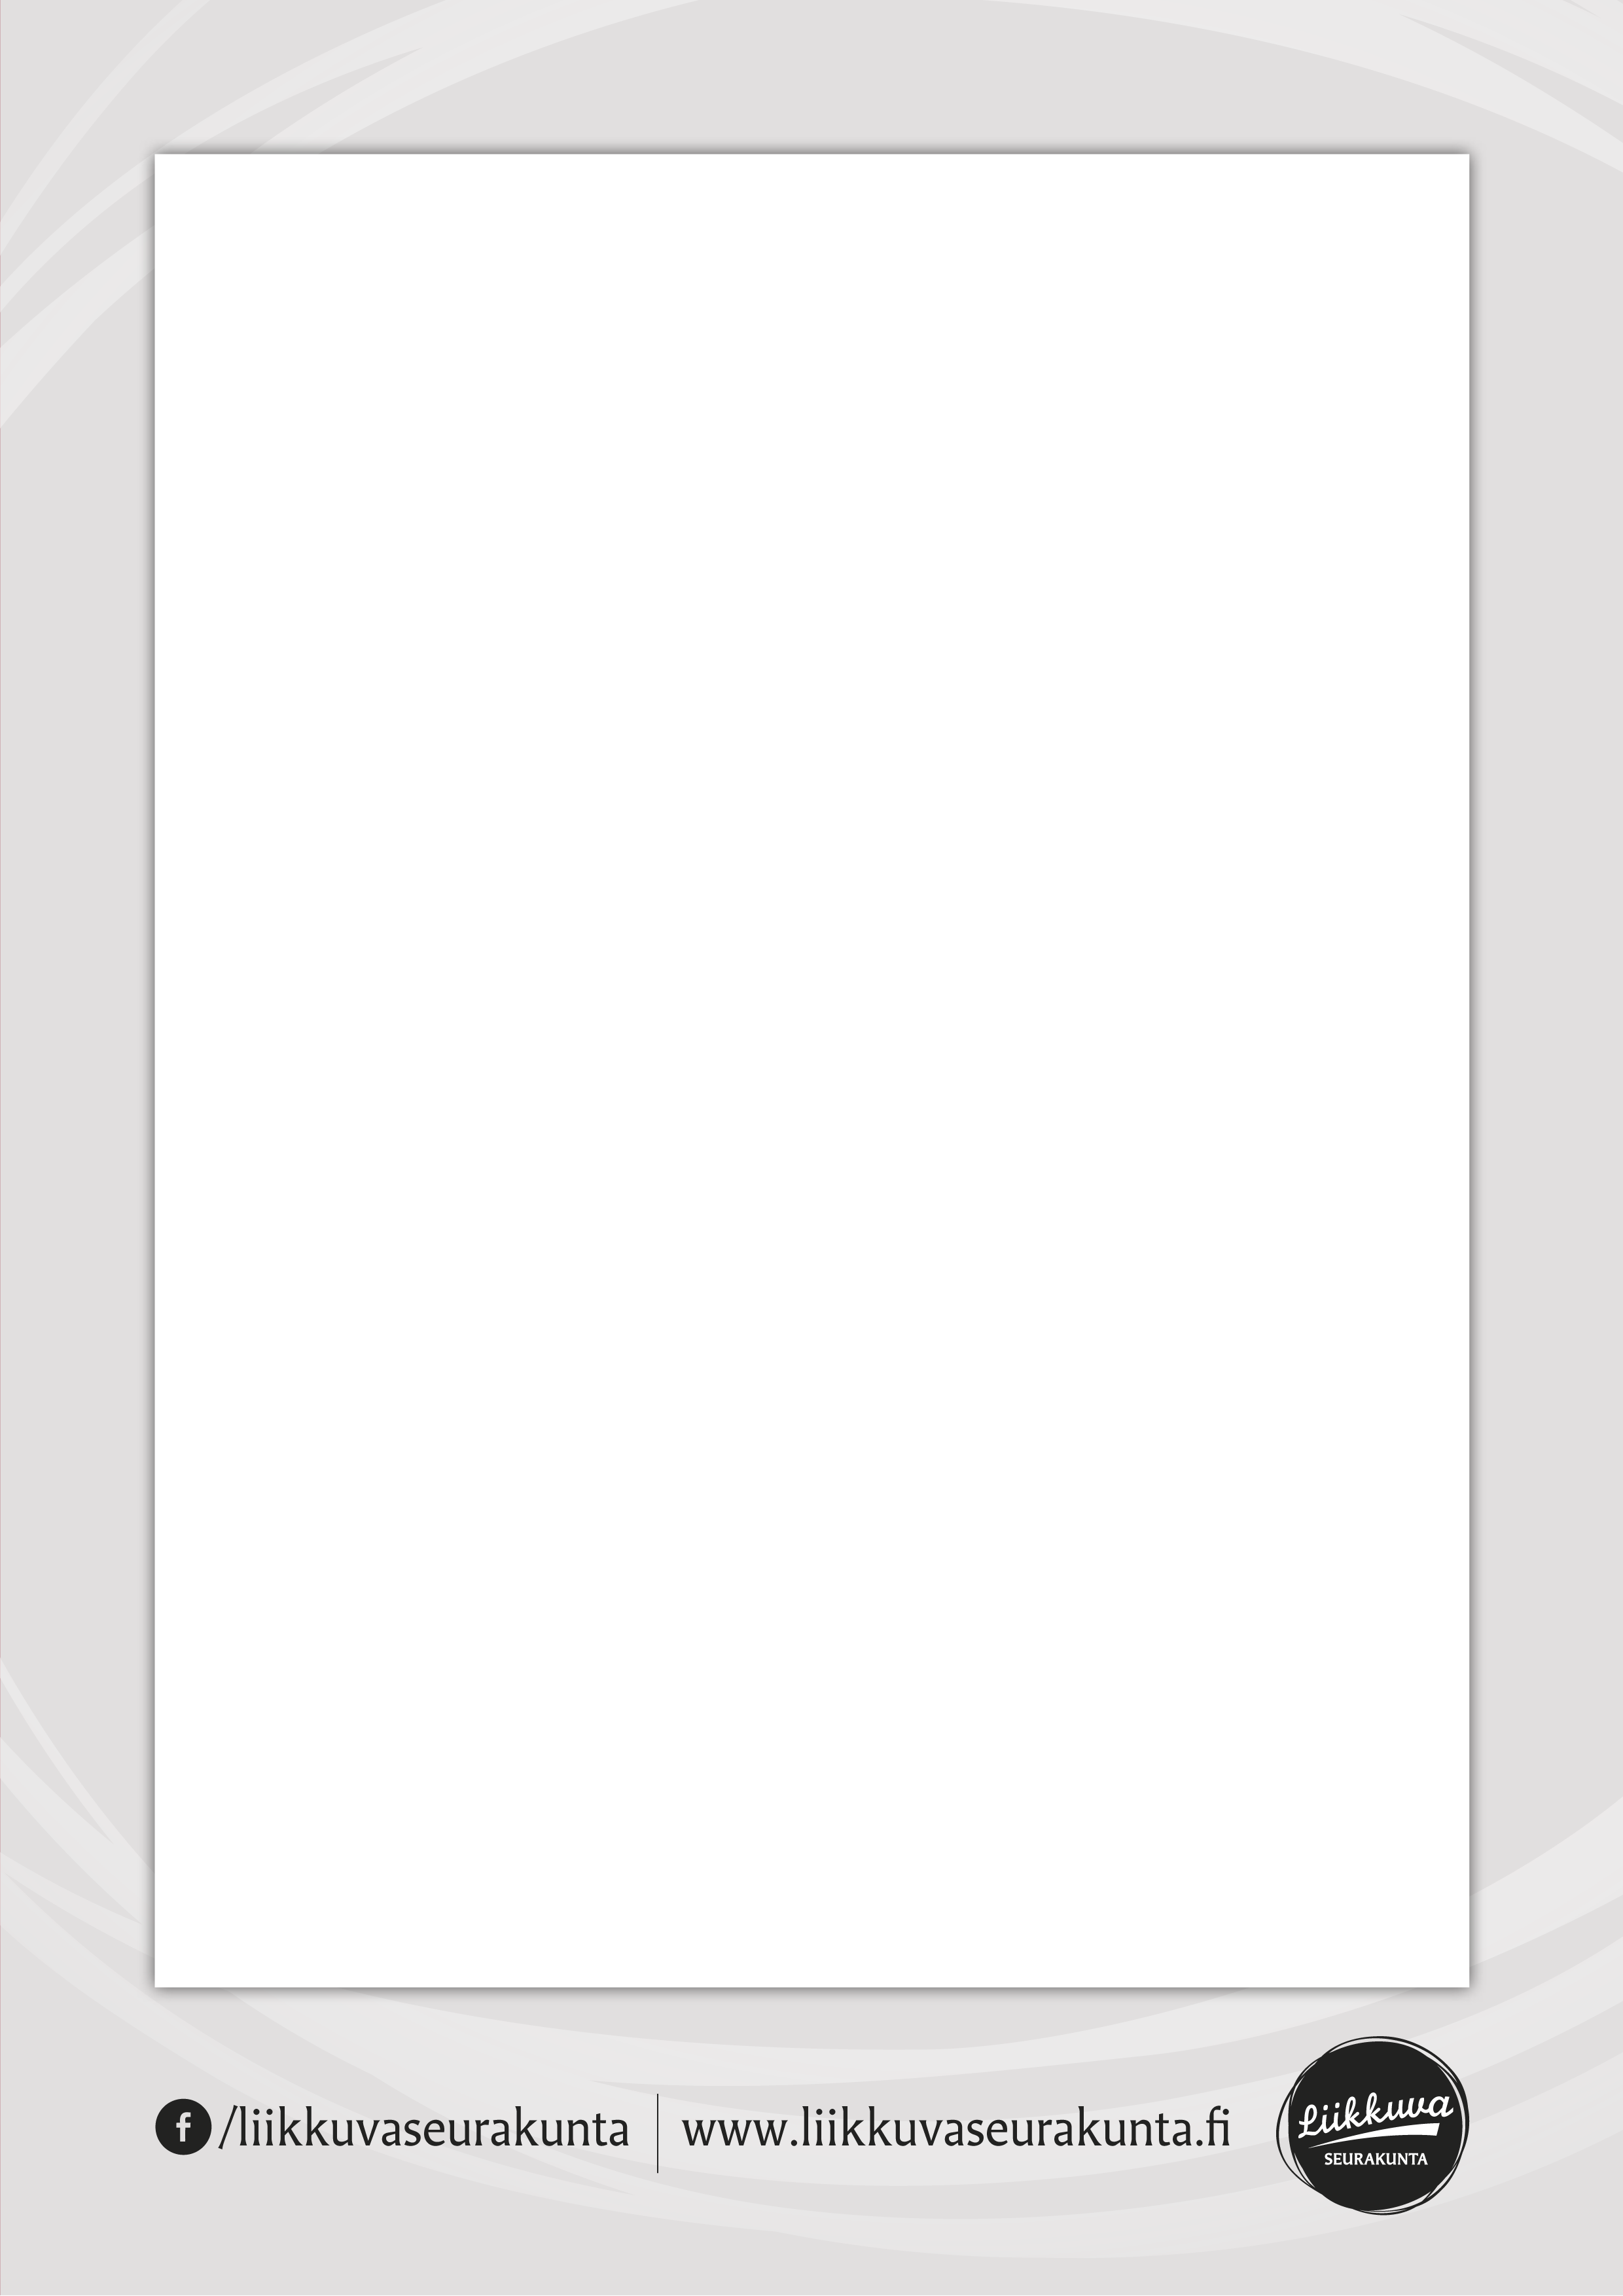 f /liikkuvaseurakunta
www.liikkuvaseurakunta.fi
Liikkuva
SEURAKUNTA